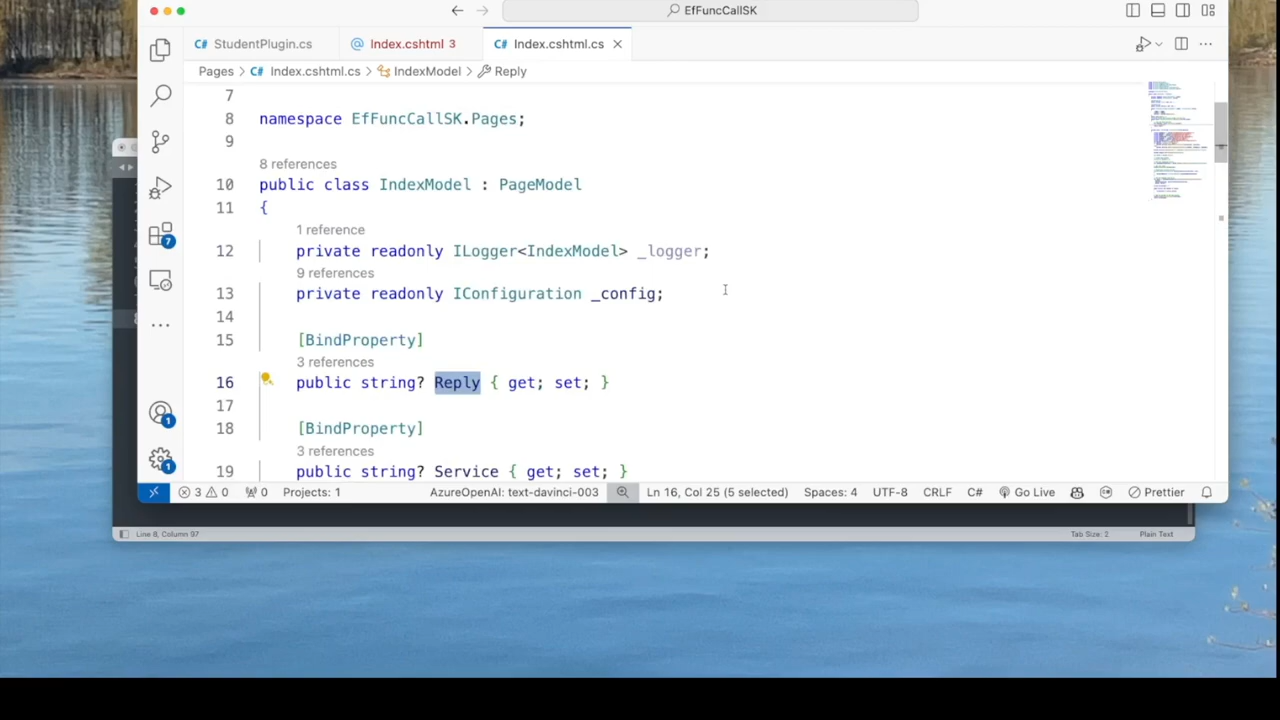 EfFuncCallSK
StudentPlugin.cs
Index.cshtml 3
Index.cshtml.cs
Pages > Index.cshtml.cs > IndexModel > Reply
7
8 namespace EfFuncCallSK.Pages;
9
8 references
10 public class IndexModel : PageModel
11 {
1 reference
12 private readonly ILogger<IndexModel> _logger;
9 references
13 private readonly IConfiguration _config;
14
15 [BindProperty]
3 references
16 public string? Reply { get; set; }
17
18 [BindProperty]
3 references
19 public string? Service { get; set; }
7
1
1
3 0 0 Projects: 1 AzureOpenAI: text-davinci-003 Ln 16, Col 25 (5 selected) Spaces: 4 UTF-8 CRLF C# Go Live Prettier
Line 8, Column 97 Tab Size: 2 Plain Text